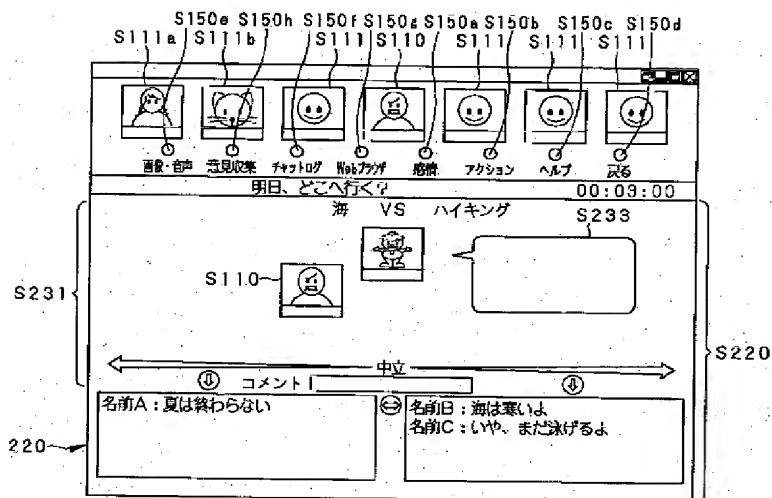 S150e S150h S150f S150g S150a S150b S150c S150d
S111a S111b S111 S110 S111 S111 S111
画像・音声 意見収集 チャットログ Webブラウザ 感情 アクション ヘルプ 戻る
明日、どこへ行く? 00:03:00
海 VS ハイキング
S233
S110
S231
S220
中立
コメント
名前A:夏は終わらない
名前B:海は寒いよ
名前C:いや、まだ泳げるよ
220